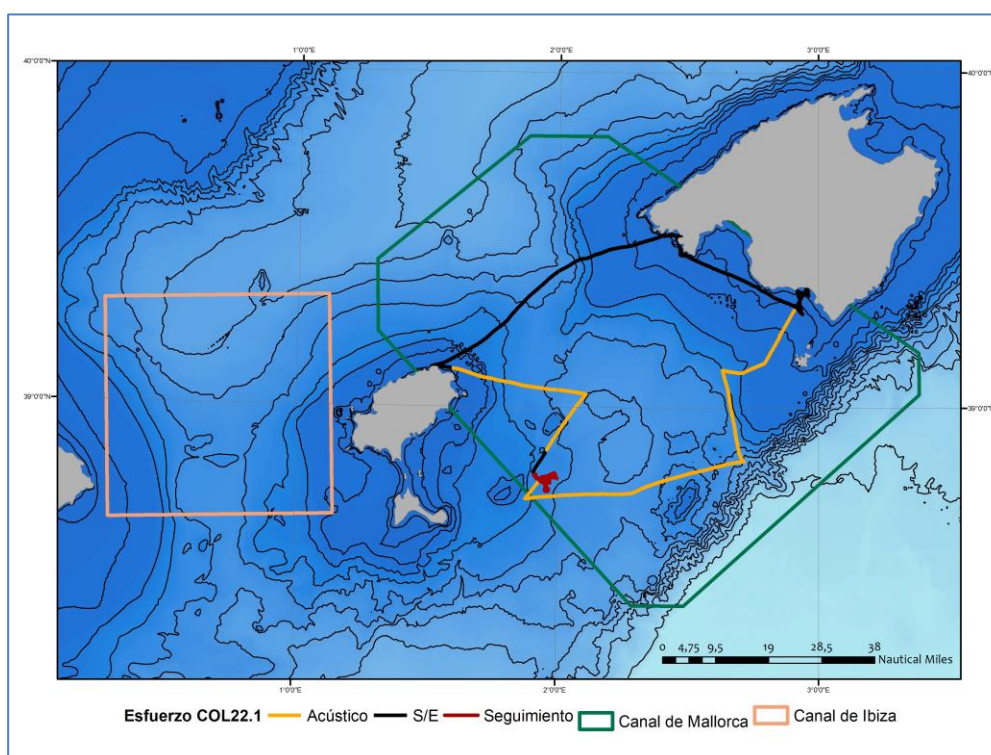 1°0'0"E 2°0'0"E 3°0'0"E
40°0'0"N 40°0'0"N
39°0'0"N 39°0'0"N
0 4,75 9,5 19 28,5 38
Nautical Miles
1°0'0"E 2°0'0"E 3°0'0"E
Esfuerzo COL22.1 Acústico S/E Seguimiento Canal de Mallorca Canal de Ibiza